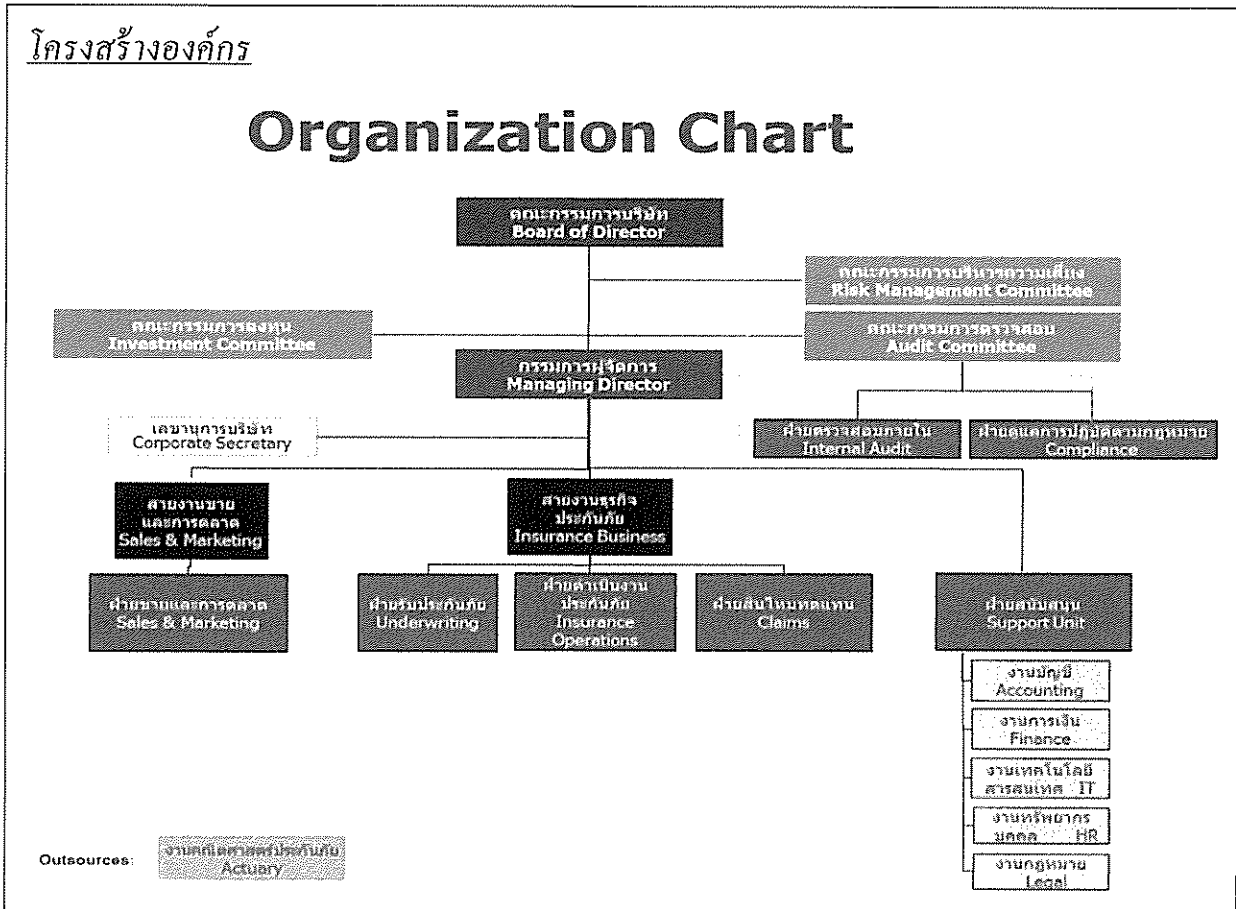 โครงสร้างองค์กร
Organization Chart
คณะกรรมการบริษัท
Board of Director
คณะกรรมการบริหารความเสี่ยง
Risk Management Committee
คณะกรรมการลงทุน
Investment Committee
คณะกรรมการตรวจสอบ
Audit Committee
กรรมการผู้จัดการ
Managing Director
เลขานุการบริษัท
Corporate Secretary
ฝ่ายตรวจสอบภายใน
Internal Audit
ฝ่ายดูแลการปฏิบัติตามกฎหมาย
Compliance
สายงานขาย
และการตลาด
Sales & Marketing
สายงานธุรกิจ
ประกันภัย
Insurance Business
ฝ่ายขายและการตลาด
Sales & Marketing
ฝ่ายรับประกันภัย
Underwriting
ฝ่ายดำเนินงาน
ประกันภัย
Insurance
Operations
ฝ่ายสินไหมทดแทน
Claims
ฝ่ายสนับสนุน
Support Unit
งานบัญชี
Accounting
งานการเงิน
Finance
งานเทคโนโลยี
สารสนเทศ IT
งานทรัพยากร
บุคคล HR
งานกฎหมาย
Legal
Outsources:
งานคณิตศาสตร์ประกันภัย
Actuary